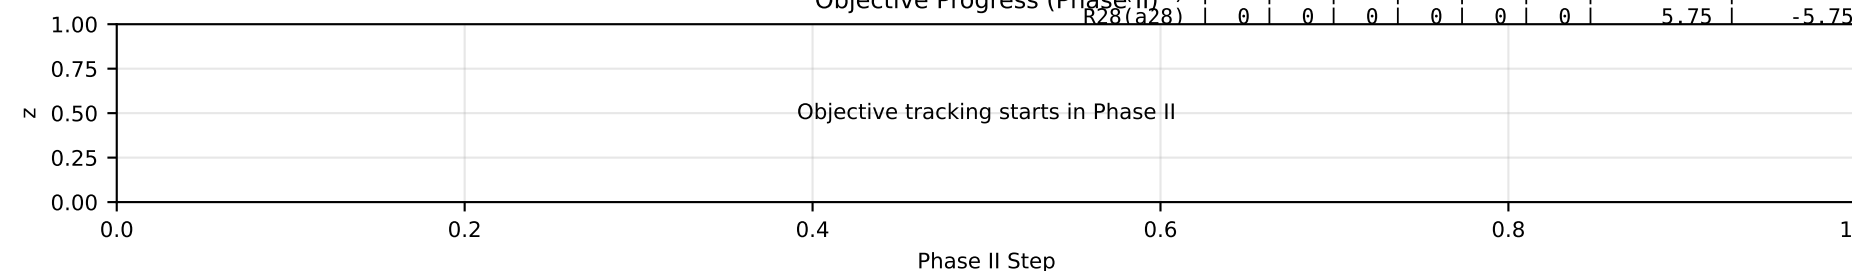 Objective Progress (Phase II)
R28(a28) | 0 | 0 | 0 | 0 | 0 | 0 | 5.75 | -5.75
1.00
0.75
z 0.50
Objective tracking starts in Phase II
0.25
0.00
0.0 0.2 0.4 0.6 0.8
Phase II Step